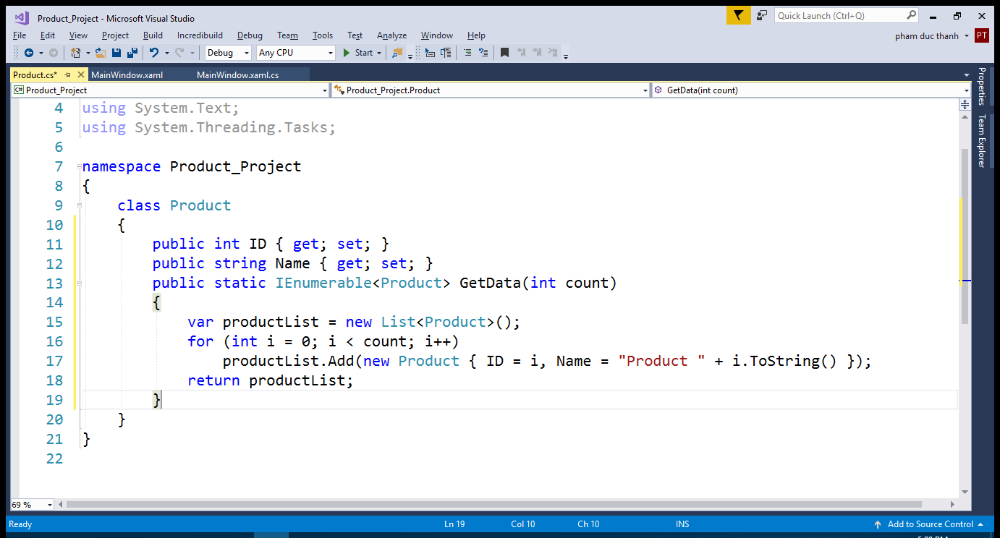 Product_Project - Microsoft Visual Studio
Quick Launch (Ctrl+Q)
File Edit View Project Build Incredibuild Debug Team Tools Test Analyze Window Help
pham duc thanh PT
Debug Any CPU Start
Product.cs* MainWindow.xaml MainWindow.xaml.cs
C# Product_Project Product_Project.Product GetData(int count)
Properties
Team Explorer
4 using System.Text;
5 using System.Threading.Tasks;
6
7 namespace Product_Project
8 {
9 class Product
10 {
11 public int ID { get; set; }
12 public string Name { get; set; }
13 public static IEnumerable<Product> GetData(int count)
14 {
15 var productList = new List<Product>();
16 for (int i = 0; i < count; i++)
17 productList.Add(new Product { ID = i, Name = "Product " + i.ToString() });
18 return productList;
19 }
20 }
21 }
22
69 %
Ready Ln 19 Col 10 Ch 10 INS Add to Source Control